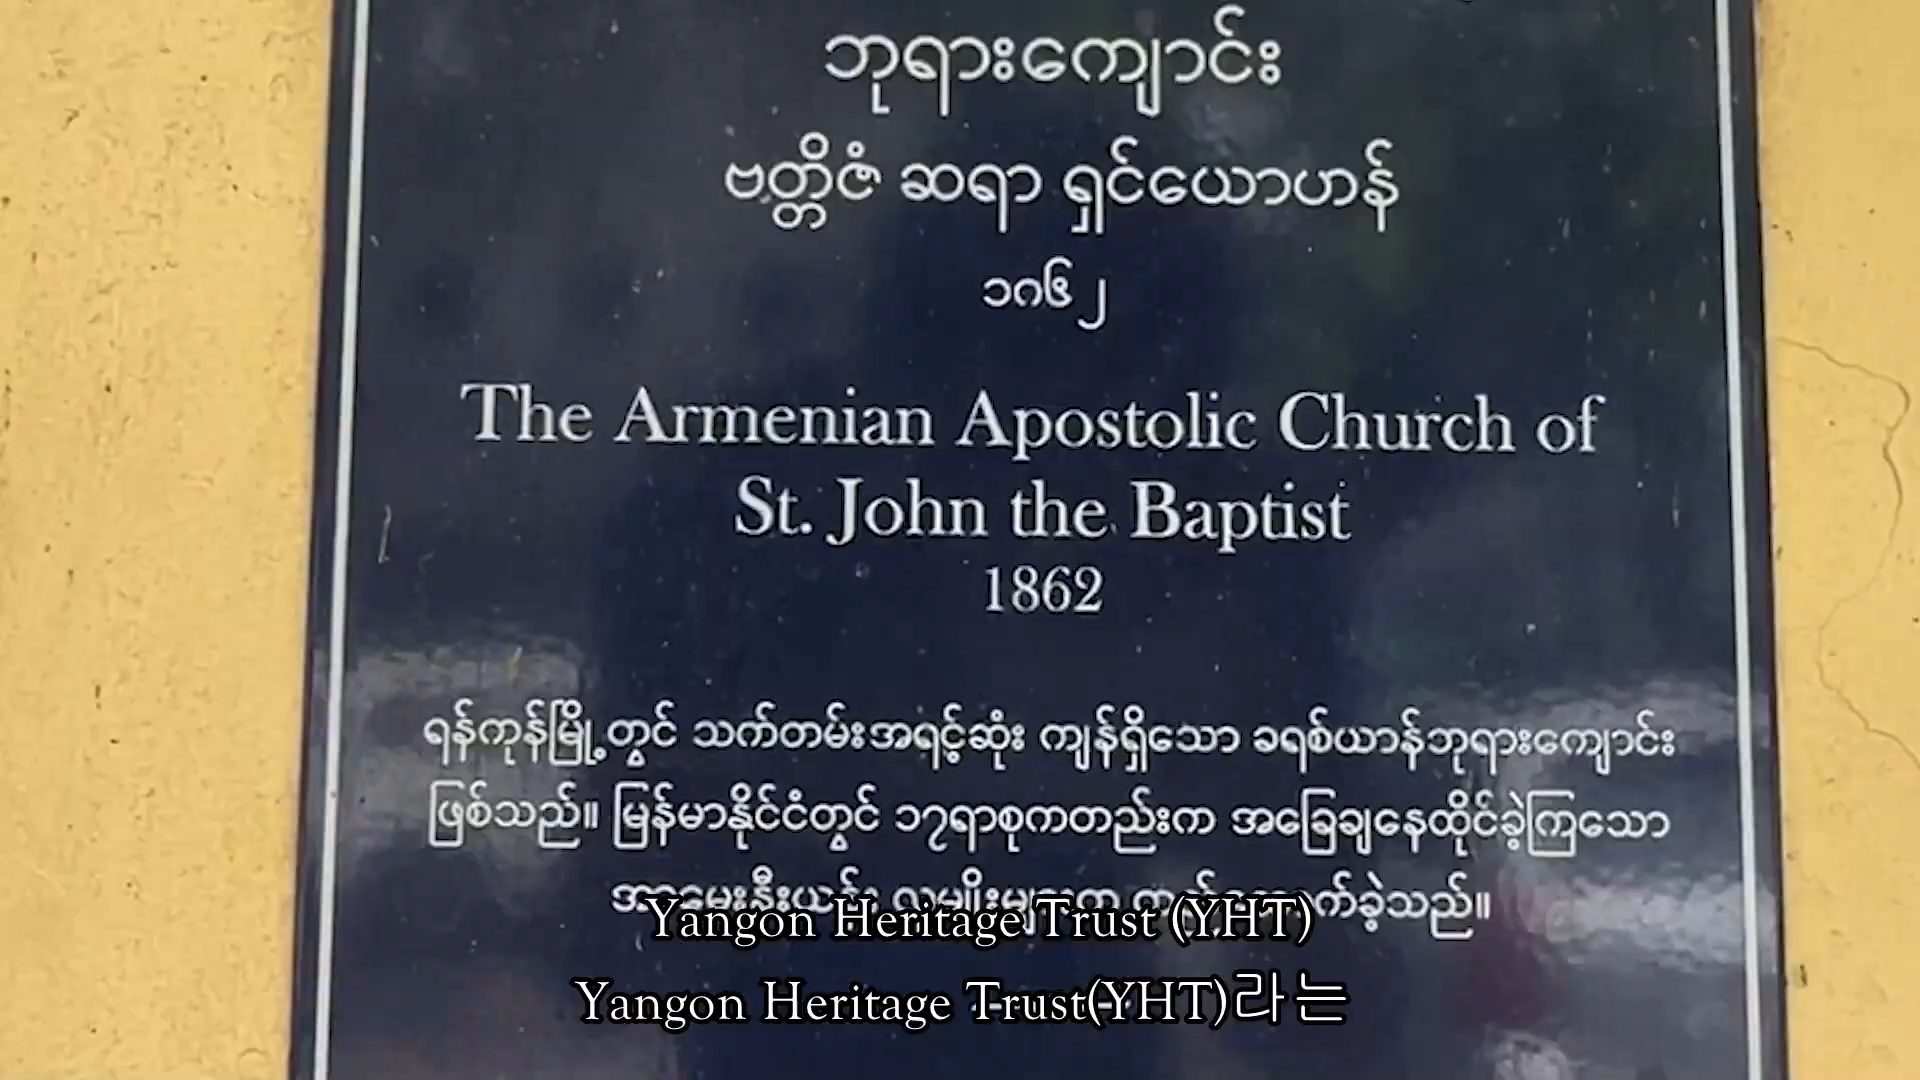 ဘုရားကျောင်း
ဗတ္တိဇံ ဆရာ ရှင်ယောဟန်
၁၈၆၂
The Armenian Apostolic Church of
St. John the Baptist
1862
ရန်ကုန်မြို့တွင် သက်တမ်းအရင့်ဆုံး ကျန်ရှိသော ခရစ်ယာန်ဘုရားကျောင်း
ဖြစ်သည်။ မြန်မာနိုင်ငံတွင် ၁၇ရာစုကတည်းက အခြေချနေထိုင်ခဲ့ကြသော
Yangon Heritage Trust (YHT)
Yangon Heritage Trust(YHT)라는